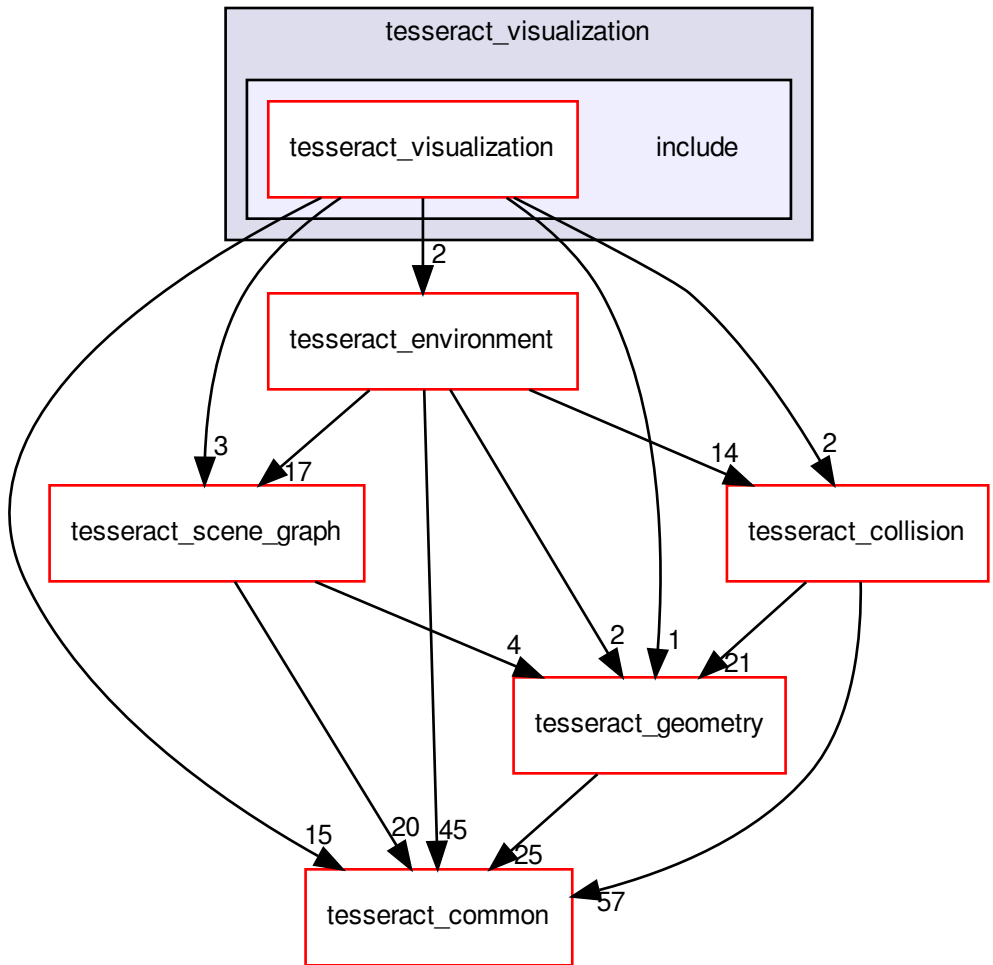 tesseract_visualization
tesseract_visualization
include
2
tesseract_environment
3
17
14
2
tesseract_scene_graph
tesseract_collision
4
2
1
21
tesseract_geometry
15
20
45
25
57
tesseract_common